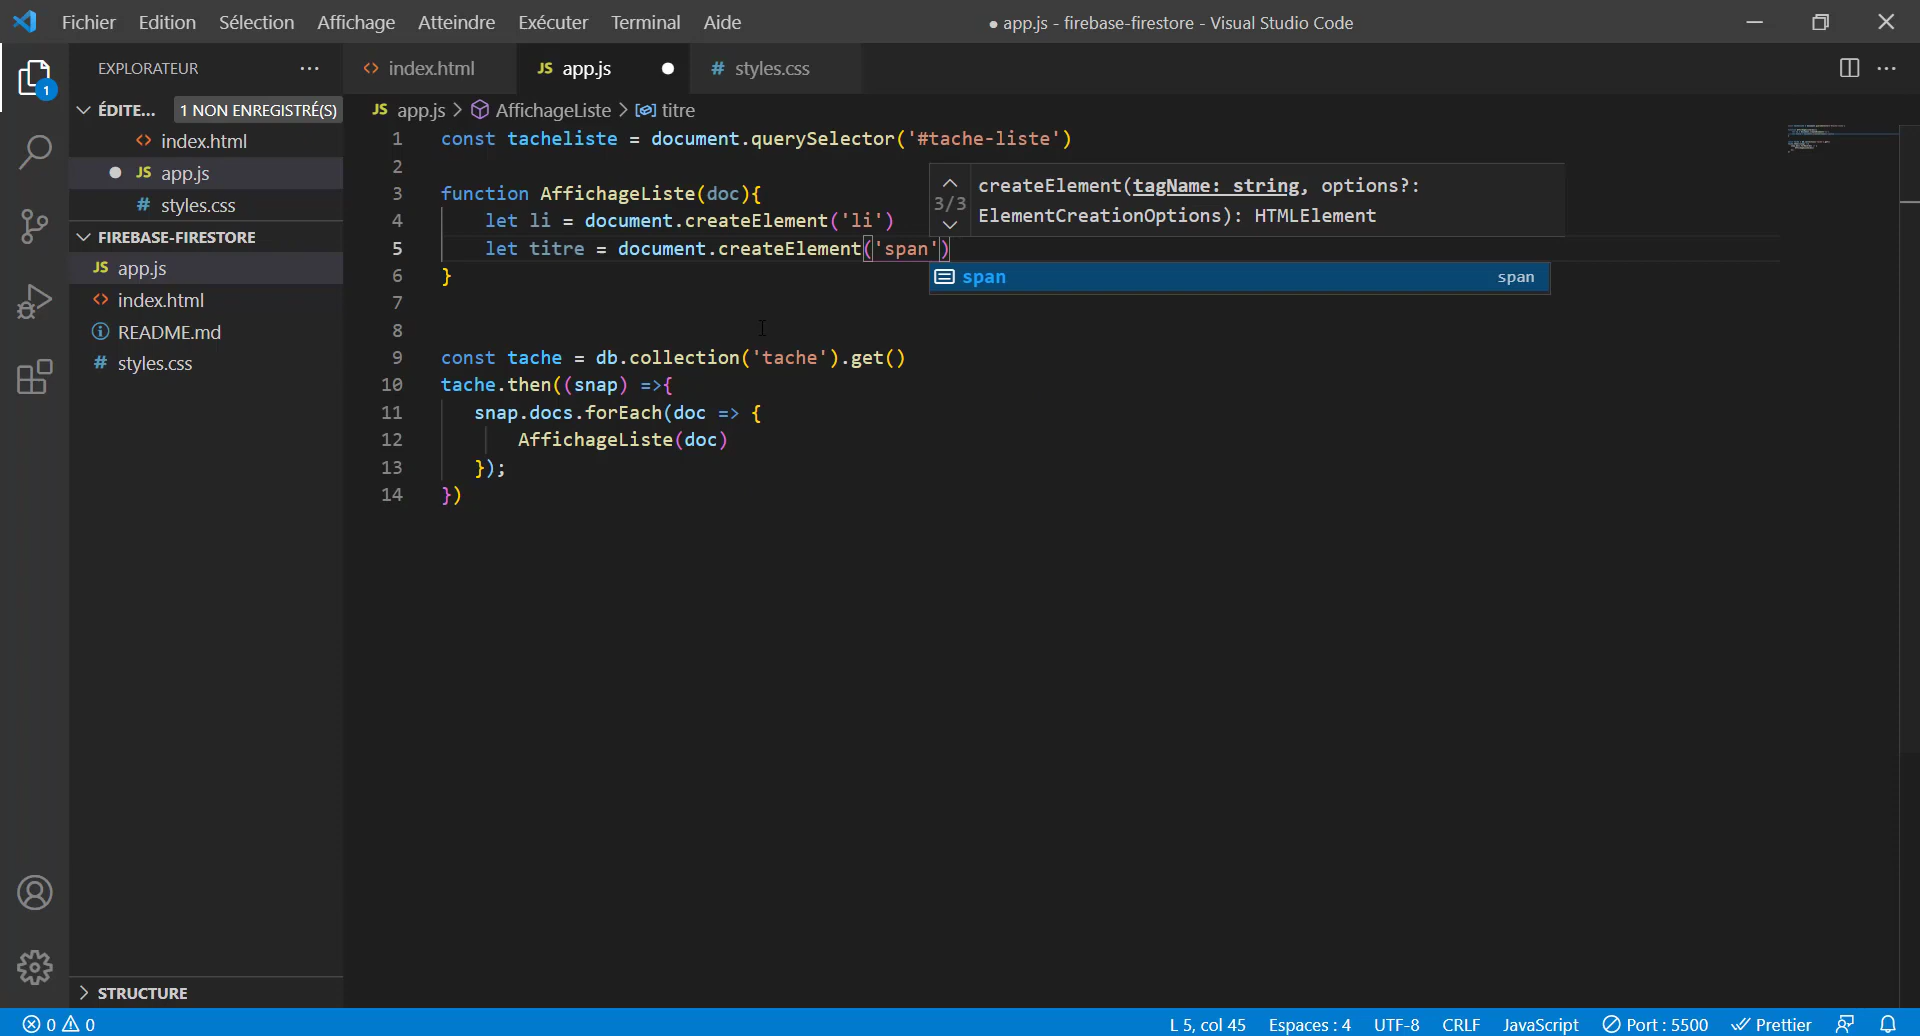 Fichier Edition Sélection Affichage Atteindre Exécuter Terminal Aide
● app.js - firebase-firestore - Visual Studio Code
EXPLORATEUR
1
ÉDITE... 1 NON ENREGISTRÉ(S)
<> index.html
● JS app.js
# styles.css
FIREBASE-FIRESTORE
JS app.js
<> index.html
README.md
# styles.css
STRUCTURE
<> index.html JS app.js ● # styles.css
JS app.js > AffichageListe > titre
1 const tacheliste = document.querySelector('#tache-liste')
2
3 function AffichageListe(doc){
4 let li = document.createElement('li')
5 let titre = document.createElement('span')
6 }
7
8
9 const tache = db.collection('tache').get()
10 tache.then((snap) =>{
11 snap.docs.forEach(doc => {
12 AffichageListe(doc)
13 });
14 })
3/3
createElement(tagName: string, options?:
ElementCreationOptions): HTMLElement
span span
0 0 L 5, col 45 Espaces : 4 UTF-8 CRLF JavaScript Port : 5500 Prettier